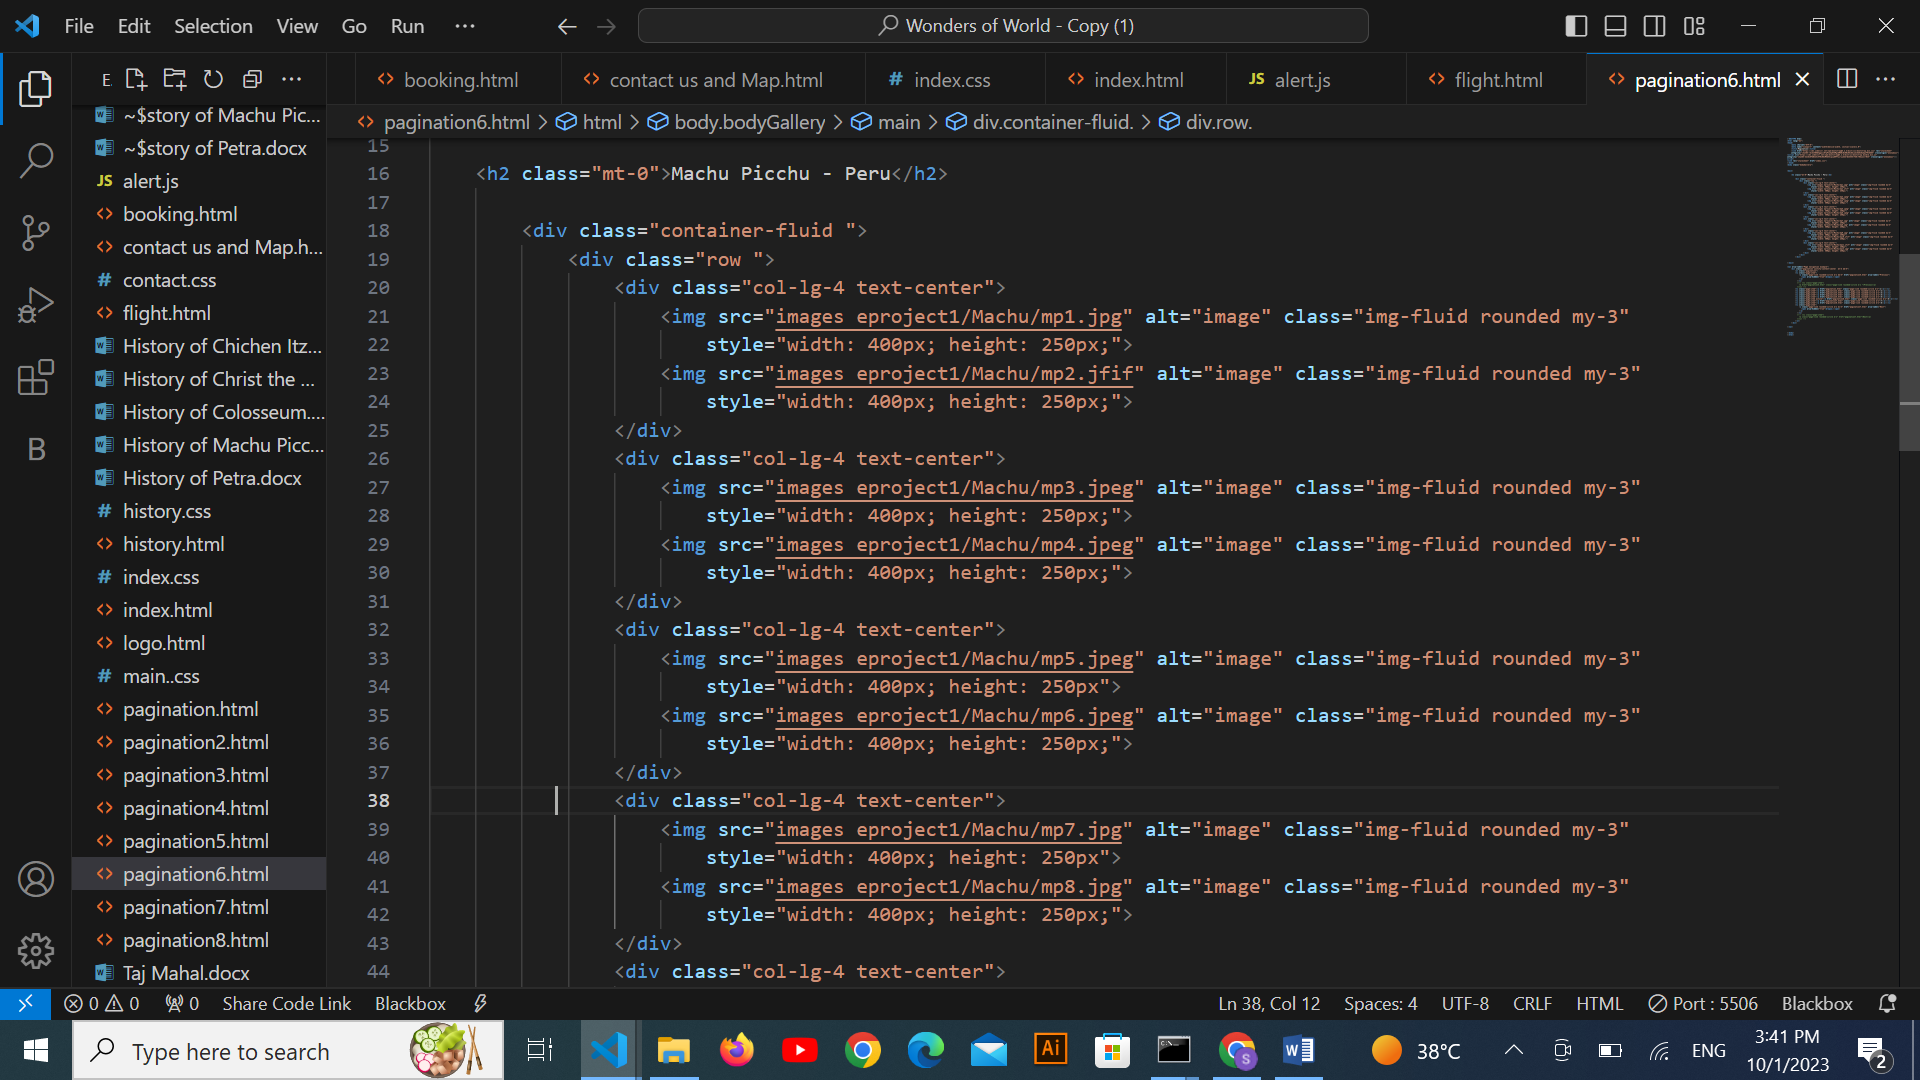 File Edit Selection View Go Run ··· Wonders of World - Copy (1)
E booking.html contact us and Map.html # index.css index.html JS alert.js flight.html pagination6.html
pagination6.html > html > body.bodyGallery > main > div.container-fluid. > div.row.
~$story of Machu Pic...
~$story of Petra.docx
JS alert.js
booking.html
contact us and Map.h...
# contact.css
flight.html
History of Chichen Itz...
History of Christ the ...
History of Colosseum....
History of Machu Picc...
History of Petra.docx
# history.css
history.html
# index.css
index.html
logo.html
# main..css
pagination.html
pagination2.html
pagination3.html
pagination4.html
pagination5.html
pagination6.html
pagination7.html
pagination8.html
Taj Mahal.docx
B
15
16 <h2 class="mt-0">Machu Picchu - Peru</h2>
17
18 <div class="container-fluid ">
19 <div class="row ">
20 <div class="col-lg-4 text-center">
21 <img src="images eproject1/Machu/mp1.jpg" alt="image" class="img-fluid rounded my-3"
22 style="width: 400px; height: 250px;">
23 <img src="images eproject1/Machu/mp2.jfif" alt="image" class="img-fluid rounded my-3"
24 style="width: 400px; height: 250px;">
25 </div>
26 <div class="col-lg-4 text-center">
27 <img src="images eproject1/Machu/mp3.jpeg" alt="image" class="img-fluid rounded my-3"
28 style="width: 400px; height: 250px;">
29 <img src="images eproject1/Machu/mp4.jpeg" alt="image" class="img-fluid rounded my-3"
30 style="width: 400px; height: 250px;">
31 </div>
32 <div class="col-lg-4 text-center">
33 <img src="images eproject1/Machu/mp5.jpeg" alt="image" class="img-fluid rounded my-3"
34 style="width: 400px; height: 250px">
35 <img src="images eproject1/Machu/mp6.jpeg" alt="image" class="img-fluid rounded my-3"
36 style="width: 400px; height: 250px;">
37 </div>
38 <div class="col-lg-4 text-center">
39 <img src="images eproject1/Machu/mp7.jpg" alt="image" class="img-fluid rounded my-3"
40 style="width: 400px; height: 250px">
41 <img src="images eproject1/Machu/mp8.jpg" alt="image" class="img-fluid rounded my-3"
42 style="width: 400px; height: 250px;">
43 </div>
44 <div class="col-lg-4 text-center">
0 0 0 Share Code Link Blackbox Ln 38, Col 12 Spaces: 4 UTF-8 CRLF HTML Port : 5506 Blackbox
Type here to search Ai S W 38°C ENG 3:41 PM
10/1/2023 2